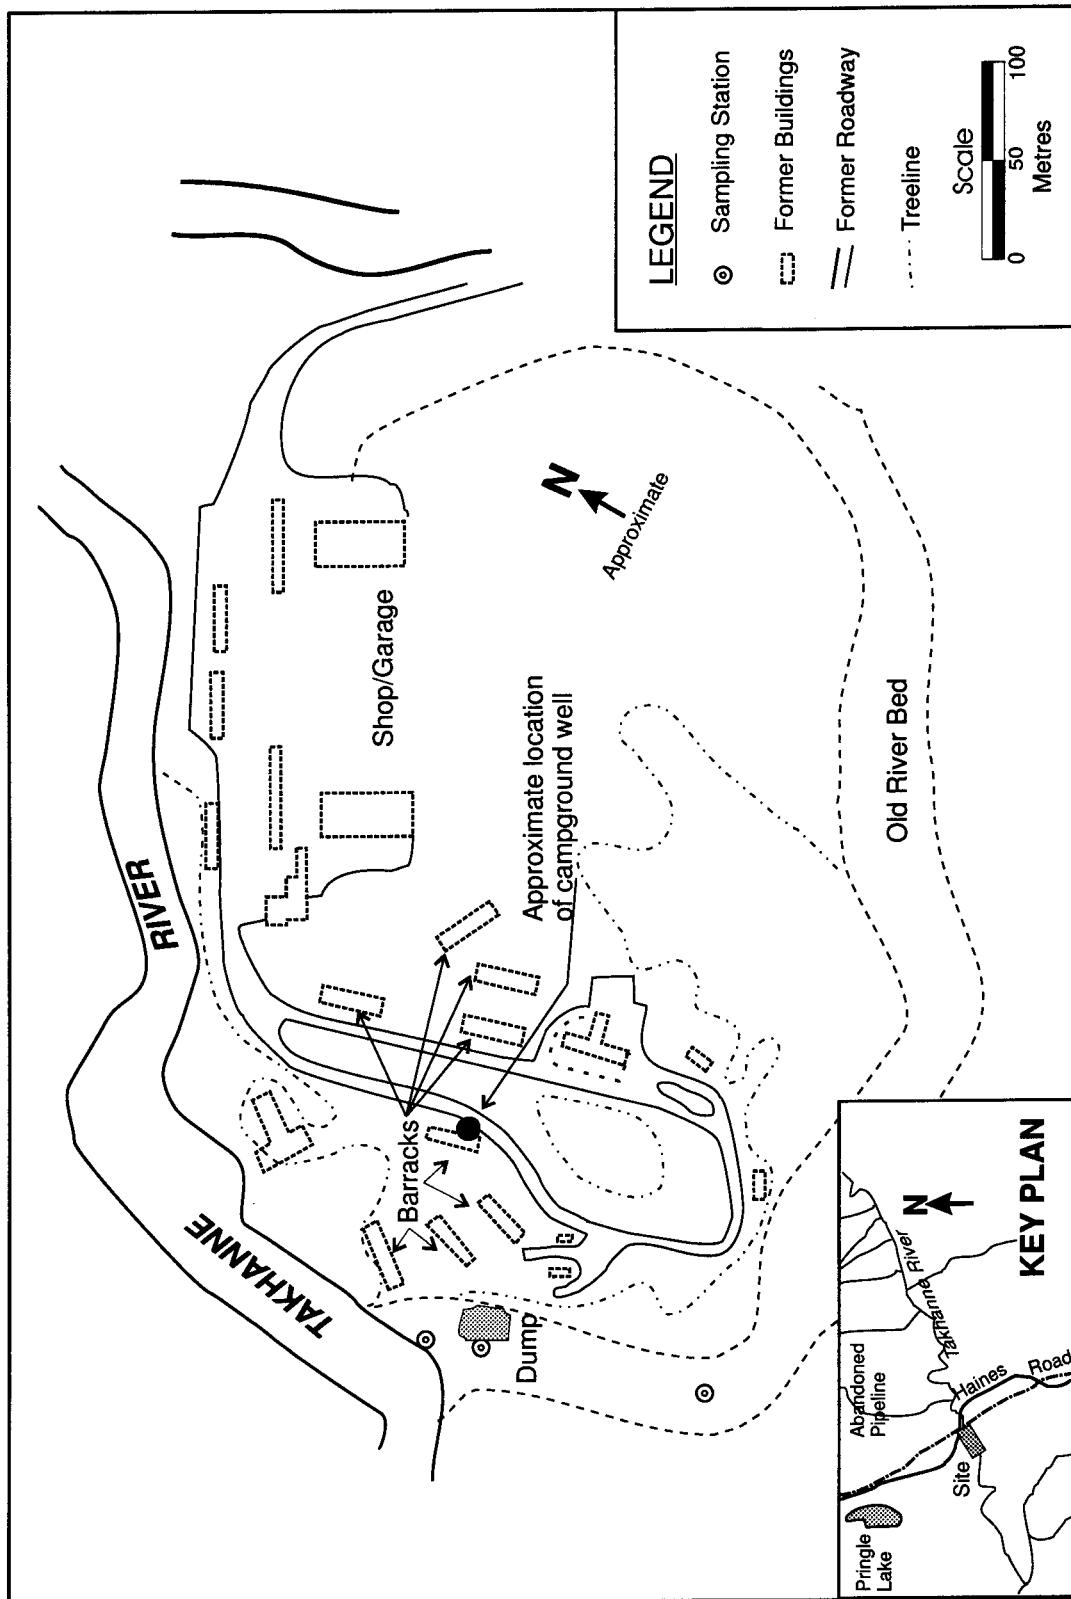 TAKHANNE
RIVER
Shop/Garage
Barracks
Approximate location
of campground well
N
Approximate
Dump
Old River Bed
LEGEND
Sampling Station
Former Buildings
Former Roadway
Treeline
Scale
0 50 100
Metres
Pringle
Lake
Abandoned
Pipeline
Site
Haines Road
Takhanne River
N
KEY PLAN